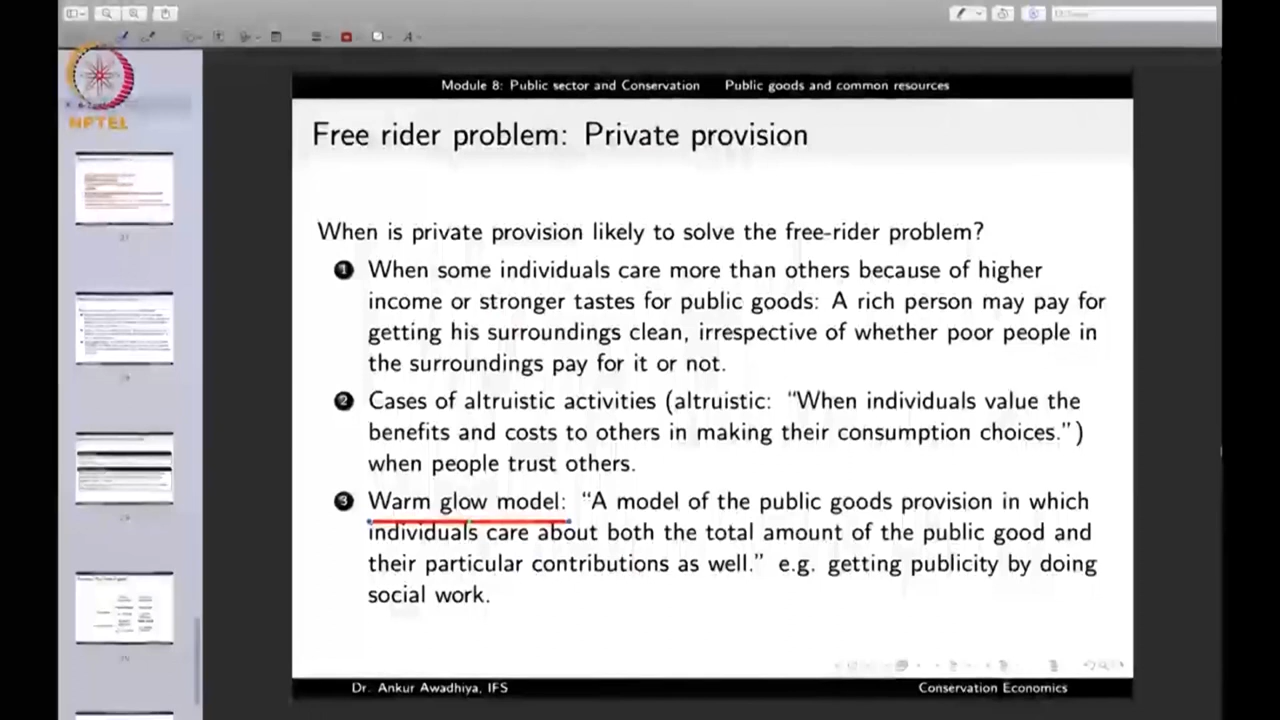 NPTEL
Module 8: Public sector and Conservation Public goods and common resources
Free rider problem: Private provision
When is private provision likely to solve the free-rider problem?
1 When some individuals care more than others because of higher
income or stronger tastes for public goods: A rich person may pay for
getting his surroundings clean, irrespective of whether poor people in
the surroundings pay for it or not.
2 Cases of altruistic activities (altruistic: “When individuals value the
benefits and costs to others in making their consumption choices.”)
when people trust others.
3 Warm glow model: “A model of the public goods provision in which
individuals care about both the total amount of the public good and
their particular contributions as well.” e.g. getting publicity by doing
social work.
Dr. Ankur Awadhiya, IFS Conservation Economics